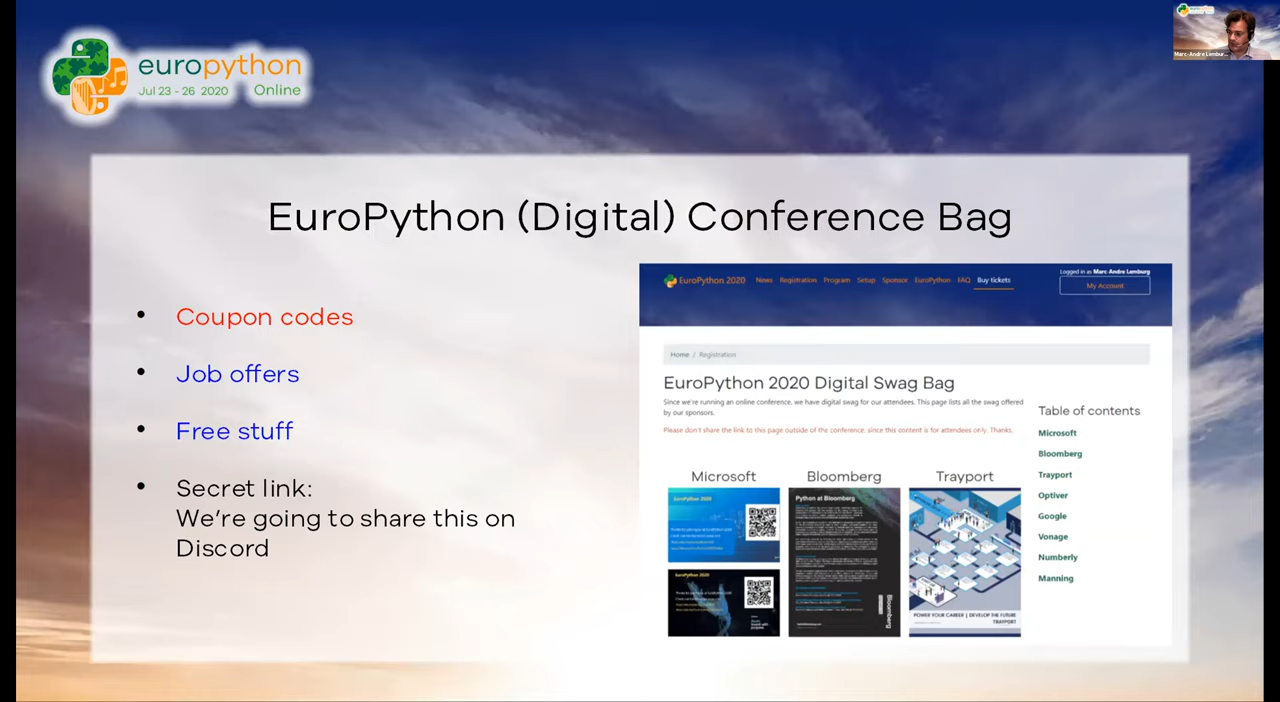 europython
Jul 23 - 26 2020 Online
europython
Marc-Andre Lembur...
EuroPython (Digital) Conference Bag
• Coupon codes
• Job offers
• Free stuff
• Secret link:
We're going to share this on
Discord
EuroPython 2020 News Registration Program Setup Sponsor EuroPython FAQ Buy tickets
Logged in as Marc-Andre Lemburg
My Account
Home / Registration
EuroPython 2020 Digital Swag Bag
Since we're running an online conference, we have digital swag for our attendees. This page lists all the swag offered
by our sponsors.
Please don't share the link to this page outside of the conference, since this content is for attendees only. Thanks.
Table of contents
Microsoft
Bloomberg
Trayport
Optiver
Google
Vonage
Numberly
Manning
Microsoft
EuroPython 2020
EuroPython 2020
Bloomberg
Python at Bloomberg
Bloomberg
Trayport
POWER YOUR CAREER | DEVELOP THE FUTURE
TRAYPORT